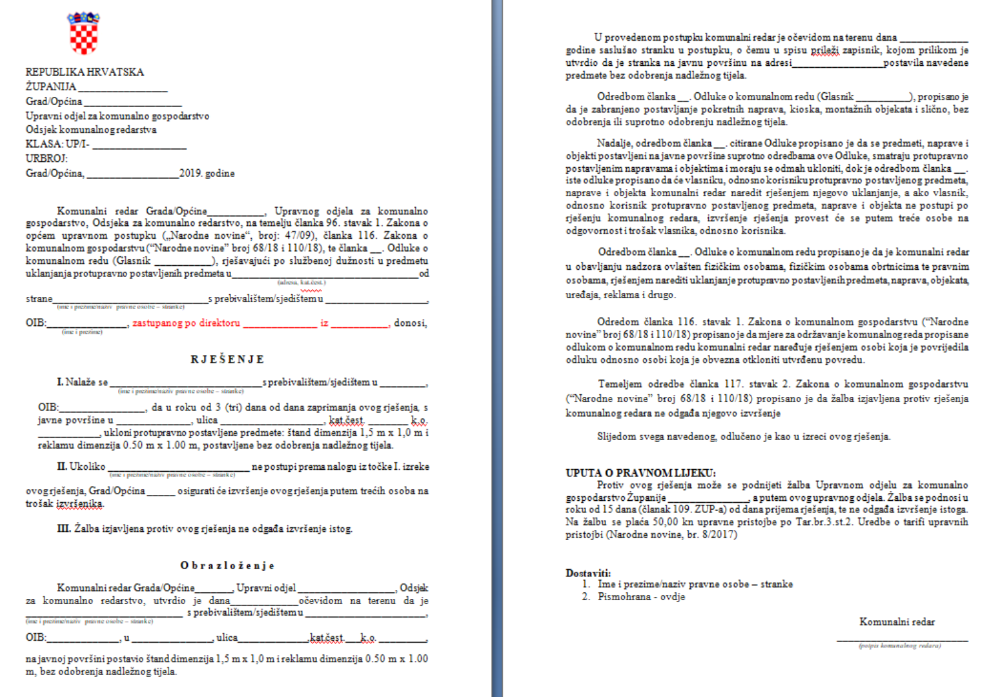 REPUBLIKA HRVATSKA
ŽUPANIJA ________________
Grad/Općina __________________
Upravni odjel za komunalno gospodarstvo
Odsjek komunalnog redarstva
KLASA: UP/I- _________________
URBROJ:
Grad/Općina, _________________2019. godine
Komunalni redar Grada/Općine__________, Upravnog odjela za komunalno
gospodarstvo, Odsjeka za komunalno redarstvo, na temelju članka 96. stavak 1. Zakona o
općem upravnom postupku („Narodne novine“, broj: 47/09), članka 116. Zakona o
komunalnom gospodarstvu (“Narodne novine” broj 68/18 i 110/18), te članka __. Odluke o
komunalnom redu (Glasnik __________), rješavajući po službenoj dužnosti u predmetu
uklanjanja protupravno postavljenih predmeta u__________________________________od
(adresa, kat.čest.)
strane____________________________s prebivalištem/sjedištem u __________________,
(ime i prezime/naziv pravne osobe – stranke)
OIB:______________, zastupanog po direktoru _____________ iz __________, donosi,
(ime i prezime)
R J E Š E N J E
I. Nalaže se ___________________________s prebivalištem/sjedištem u ________,
(ime i prezime/naziv pravne osobe – stranke)
OIB:_______________, da u roku od 3 (tri) dana od dana zaprimanja ovog rješenja, s
javne površine u _____________, ulica __________________, kat.čest. _______ k.o.
___________, ukloni protupravno postavljene predmete: štand dimenzija 1,5 m x 1,0 m i
reklamu dimenzija 0.50 m x 1.00 m, postavljene bez odobrenja nadležnog tijela.
II. Ukoliko _________________________ ne postupi prema nalogu iz točke I. izreke
(ime i prezime/naziv pravne osobe – stranke)
ovog rješenja, Grad/Općina _____ osigurati će izvršenje ovog rješenja putem trećih osoba na
trošak izvršenika.
III. Žalba izjavljena protiv ovog rješenja ne odgađa izvršenje istog.
O b r a z l o ž e n j e
Komunalni redar Grada/Općine_______, Upravni odjel _________________, Odsjek
za komunalno redarstvo, utvrdio je dana____________očevidom na terenu da je
____________________________ s prebivalištem/sjedištem u _____________________,
(ime i prezime/naziv pravne osobe – stranke)
OIB:_____________, u ______________, ulica_____________,kat.čest.___k.o. _________,
na javnoj površini postavio štand dimenzija 1,5 m x 1,0 m i reklamu dimenzija 0.50 m x 1.00
m, bez odobrenja nadležnog tijela.
U provedenom postupku komunalni redar je očevidom na terenu dana ____________
godine saslušao stranku u postupku, o čemu u spisu prileži zapisnik, kojom prilikom je
utvrdio da je stranka na javnu površinu na adresi________________postavila navedene
predmete bez odobrenja nadležnog tijela.
Odredbom članka __. Odluke o komunalnom redu (Glasnik __________), propisano je
da je zabranjeno postavljanje pokretnih naprava, kioska, montažnih objekata i slično, bez
odobrenja ili suprotno odobrenju nadležnog tijela.
Nadalje, odredbom članka __. citirane Odluke propisano je da se predmeti, naprave i
objekti postavljeni na javne površine suprotno odredbama ove Odluke, smatraju protupravno
postavljenim napravama i objektima i moraju se odmah ukloniti, dok je odredbom članka __.
iste odluke propisano da će vlasniku, odnosno korisniku protupravno postavljenog predmeta,
naprave i objekta komunalni redar naredit rješenjem njegovo uklanjanje, a ako vlasnik,
odnosno korisnik protupravno postavljenog predmeta, naprave i objekta ne postupi po
rješenju komunalnog redara, izvršenje rješenja provest će se putem treće osobe na
odgovornost i trošak vlasnika, odnosno korisnika.
Odredbom članka __. Odluke o komunalnom redu propisano je da je komunalni redar
u obavljanju nadzora ovlašten fizičkim osobama, fizičkim osobama obrtnicima te pravnim
osobama, rješenjem narediti uklanjanje protupravno postavljenih predmeta, naprava, objekata,
uređaja, reklama i drugo.
Odredom članka 116. stavak 1. Zakona o komunalnom gospodarstvu (“Narodne
novine” broj 68/18 i 110/18) propisano je da mjere za održavanje komunalnog reda propisane
odlukom o komunalnom redu komunalni redar naređuje rješenjem osobi koja je povrijedila
odluku odnosno osobi koja je obvezna otkloniti utvrđenu povredu.
Temeljem odredbe članka 117. stavak 2. Zakona o komunalnom gospodarstvu
(“Narodne novine” broj 68/18 i 110/18) propisano je da žalba izjavljena protiv rješenja
komunalnog redara ne odgađa njegovo izvršenje
Slijedom svega navedenog, odlučeno je kao u izreci ovog rješenja.
UPUTA O PRAVNOM LIJEKU:
Protiv ovog rješenja može se podnijeti žalba Upravnom odjelu za komunalno
gospodarstvo Županije ______________, a putem ovog upravnog odjela. Žalba se podnosi u
roku od 15 dana (članak 109. ZUP-a) od dana prijema rješenja, te ne odgađa izvršenje istoga.
Na žalbu se plaća 50,00 kn upravne pristojbe po Tar.br.3.st.2. Uredbe o tarifi upravnih
pristojbi (Narodne novine, br. 8/2017)
Dostaviti:
1. Ime i prezime/naziv pravne osobe – stranke
2. Pismohrana - ovdje
Komunalni redar
_______________________
(potpis komunalnog redara)